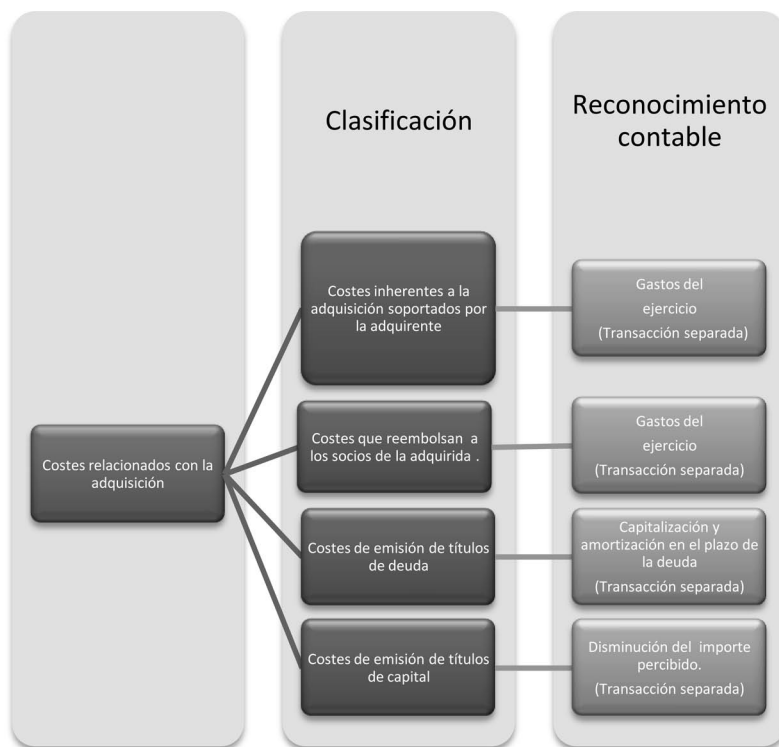 Clasificación
Reconocimiento
contable
Costes relacionados con la
adquisición
Costes inherentes a la
adquisición soportados por
la adquirente
Gastos del
ejercicio
(Transacción separada)
Costes que reembolsan a
los socios de la adquirida .
Gastos del
ejercicio
(Transacción separada)
Costes de emisión de títulos
de deuda
Capitalización y
amortización en el plazo de
la deuda
(Transacción separada)
Costes de emisión de títulos
de capital
Disminución del importe
percibido.
(Transacción separada)